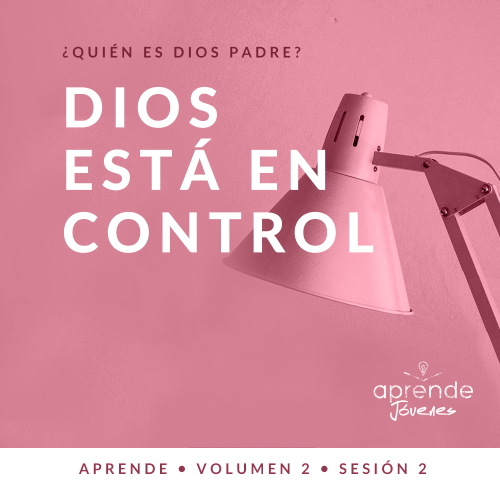 ¿QUIÉN ES DIOS PADRE?
DIOS
ESTÁ EN
CONTROL
aprende
Jóvenes
APRENDE • VOLUMEN 2 • SESIÓN 2